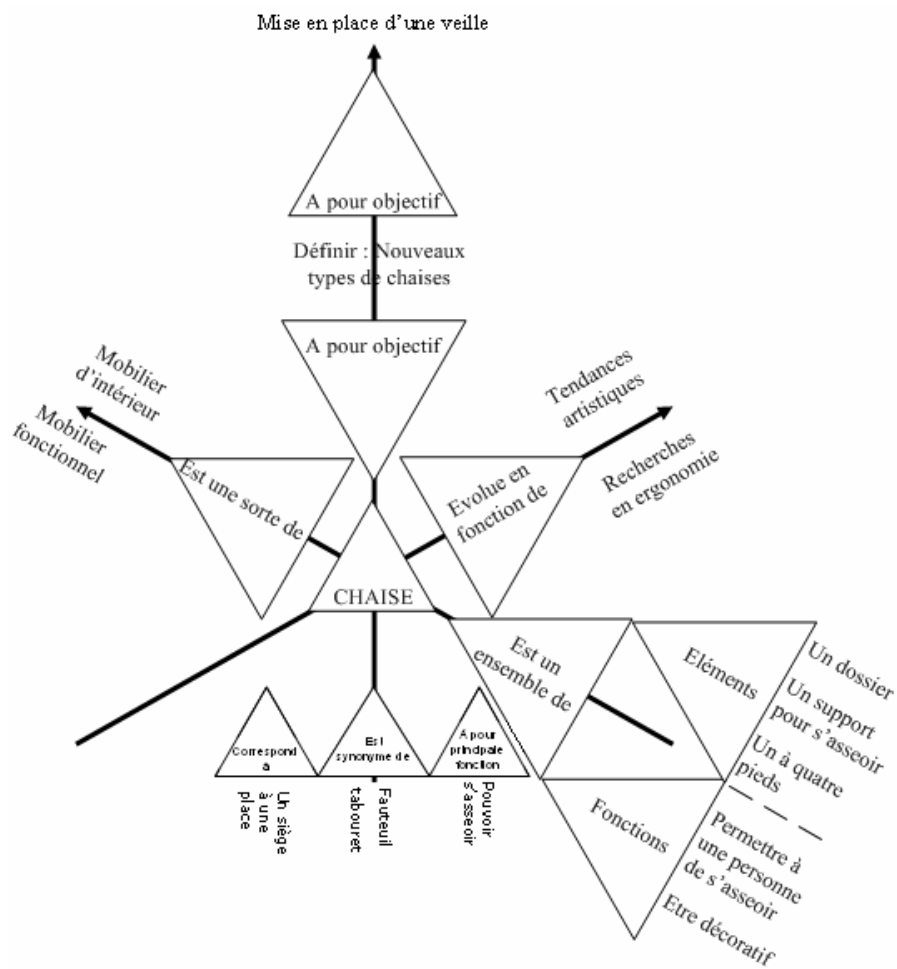 Mise en place d'une veille
A pour objectif
Définir : Nouveaux
types de chaises
A pour objectif
Mobilier
d'intérieur
Mobilier
fonctionnel
Est une sorte de
Tendances
artistiques
Recherches
en ergonomie
Evolue en
fonction de
CHAISE
Est un
ensemble de
Eléments
Un dossier
Un support
pour s'asseoir
Un à quatre
pieds
Fonctions
Permettre à
une personne
de s'asseoir
Etre décoratif
Correspond
à
Un siège
à une
place
Est
synonyme de
Fauteuil
tabouret
A pour
principale
fonction
Pouvoir
s'asseoir